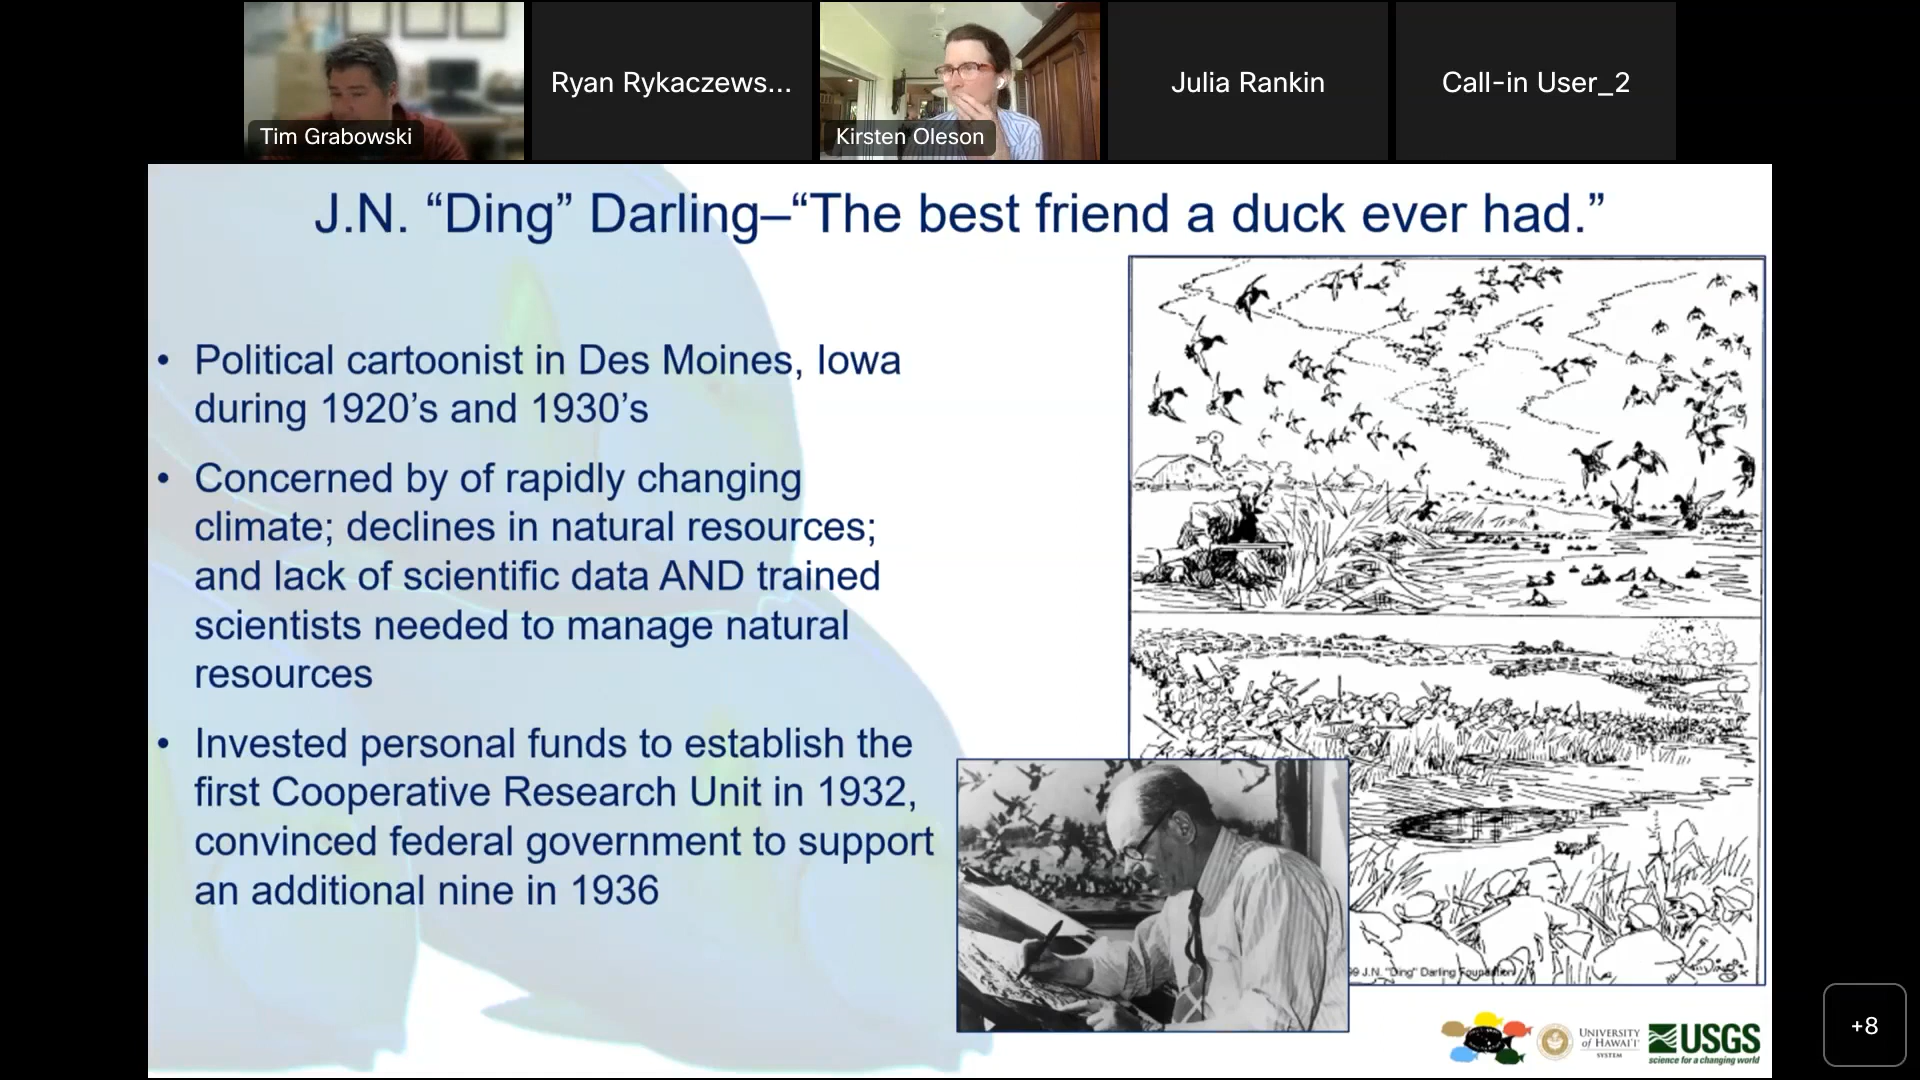 Tim Grabowski
Ryan Rykaczews...
Kirsten Oleson
Julia Rankin
Call-in User_2
J.N. “Ding” Darling–“The best friend a duck ever had.”
• Political cartoonist in Des Moines, Iowa
during 1920’s and 1930’s
• Concerned by of rapidly changing
climate; declines in natural resources;
and lack of scientific data AND trained
scientists needed to manage natural
resources
• Invested personal funds to establish the
first Cooperative Research Unit in 1932,
convinced federal government to support
an additional nine in 1936
J.N. "Ding" Darling Foundation
UNIVERSITY
of HAWAI‘I
SYSTEM
USGS
science for a changing world
+8